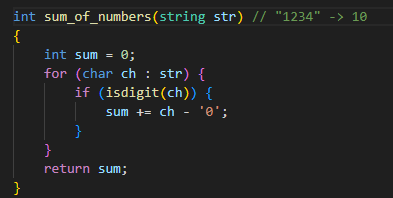 int sum_of_numbers(string str) // "1234" -> 10
{
    int sum = 0;
    for (char ch : str) {
        if (isdigit(ch)) {
            sum += ch - '0';
        }
    }
    return sum;
}